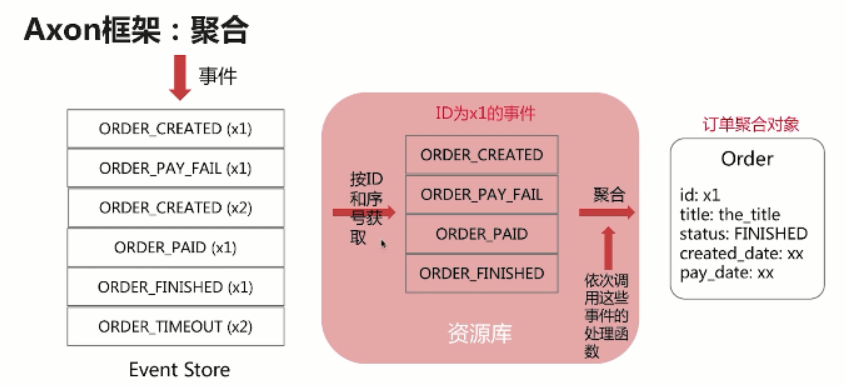 Axon框架：聚合
事件
ORDER_CREATED (x1)
ORDER_PAY_FAIL (x1)
ORDER_CREATED (x2)
ORDER_PAID (x1)
ORDER_FINISHED (x1)
ORDER_TIMEOUT (x2)
Event Store
按ID
和序
号获
取
ID为x1的事件
ORDER_CREATED
ORDER_PAY_FAIL
ORDER_PAID
ORDER_FINISHED
资源库
聚合
依次调
用这些
事件的
处理函
数
订单聚合对象
Order
id: x1
title: the_title
status: FINISHED
created_date: xx
pay_date: xx